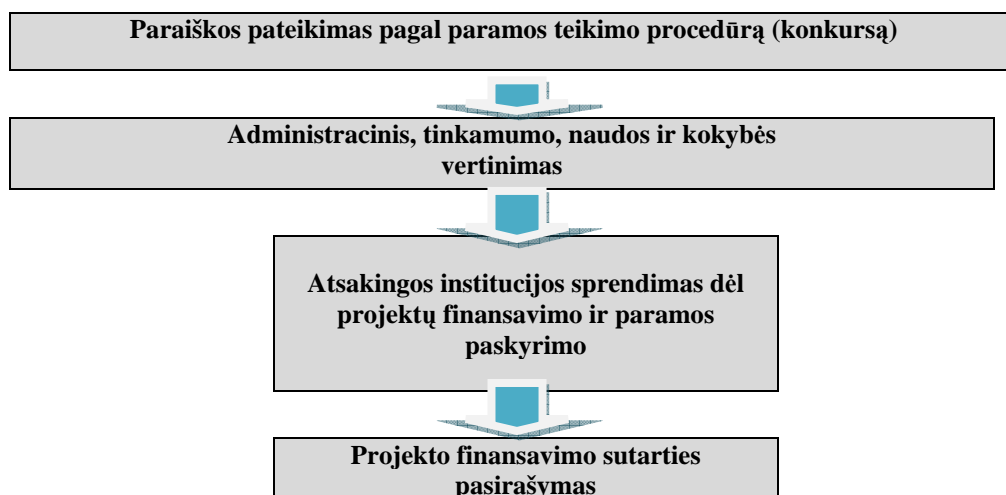 Paraiškos pateikimas pagal paramos teikimo procedūrą (konkursą)
Administracinis, tinkamumo, naudos ir kokybės
vertinimas
Atsakingos institucijos sprendimas dėl
projektų finansavimo ir paramos
paskyrimo
Projekto finansavimo sutarties
pasirašymas